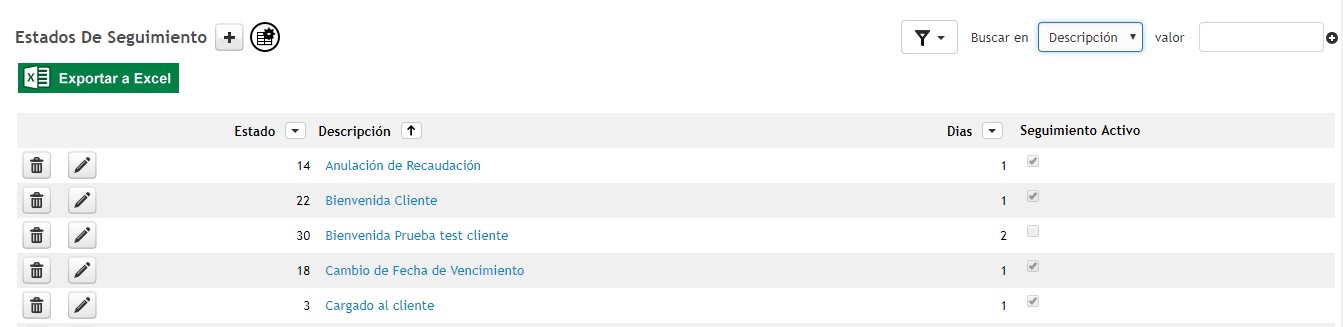 Estados De Seguimiento
Buscar en Descripción valor
Exportar a Excel
Estado Descripción Dias Seguimiento Activo
14 Anulación de Recaudación 1
22 Bienvenida Cliente 1
30 Bienvenida Prueba test cliente 2
18 Cambio de Fecha de Vencimiento 1
3 Cargado al cliente 1